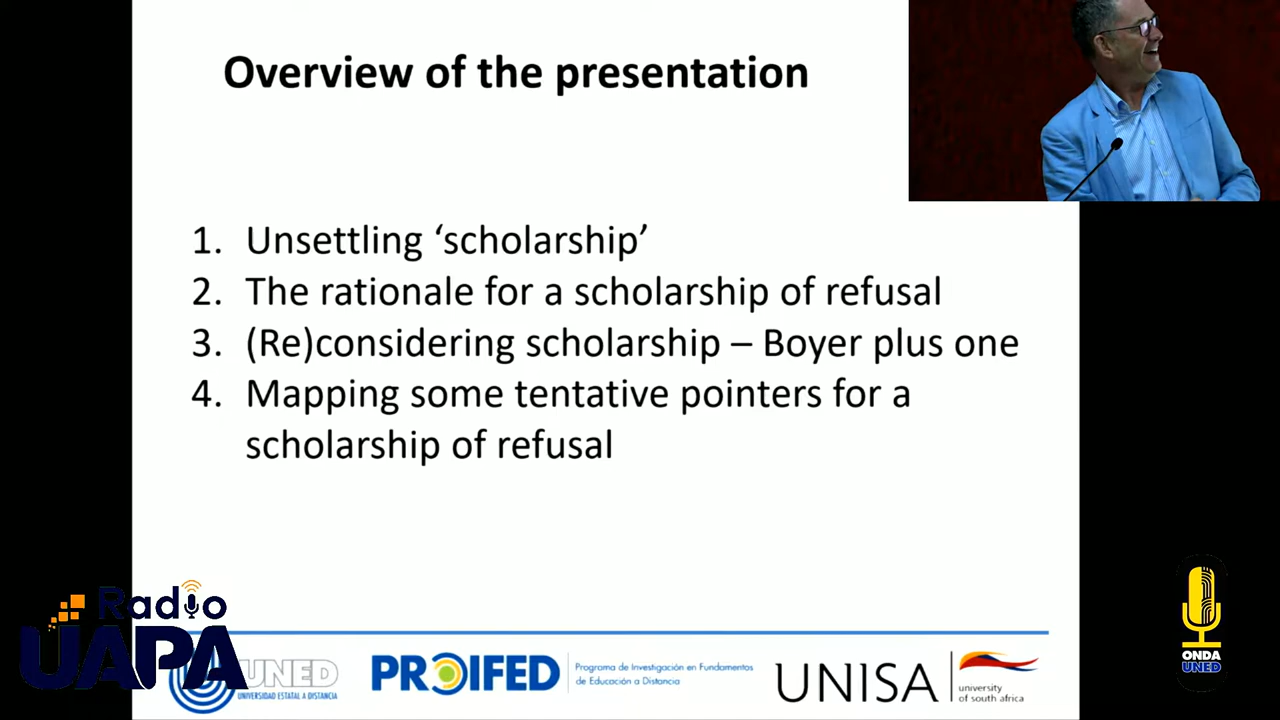 Overview of the presentation
1. Unsettling ‘scholarship’
2. The rationale for a scholarship of refusal
3. (Re)considering scholarship – Boyer plus one
4. Mapping some tentative pointers for a
scholarship of refusal
Radio
UAPA
UNED
UNIVERSIDAD ESTATAL A DISTANCIA
PROIFED
Programa de Investigación en Fundamentos
de Educación a Distancia
UNISA
university
of south africa
ONDA
UNED